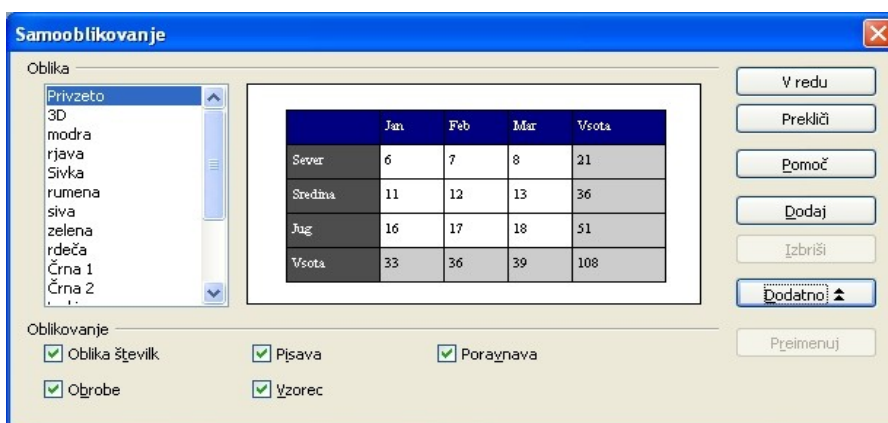 Samooblikovanje
Oblika
Privzeto
3D
modra
rjava
Sivka
rumena
siva
zelena
rdeča
Črna 1
Črna 2
Jan Feb Mar Vsota
Sever 6 7 8 21
Sredina 11 12 13 36
Jug 16 17 18 51
Vsota 33 36 39 108
V redu
Prekliči
Pomoč
Dodaj
Izbriši
Dodatno
Preimenuj
Oblikovanje
Oblika številk Pisava Poravnava
Obrobe Vzorec